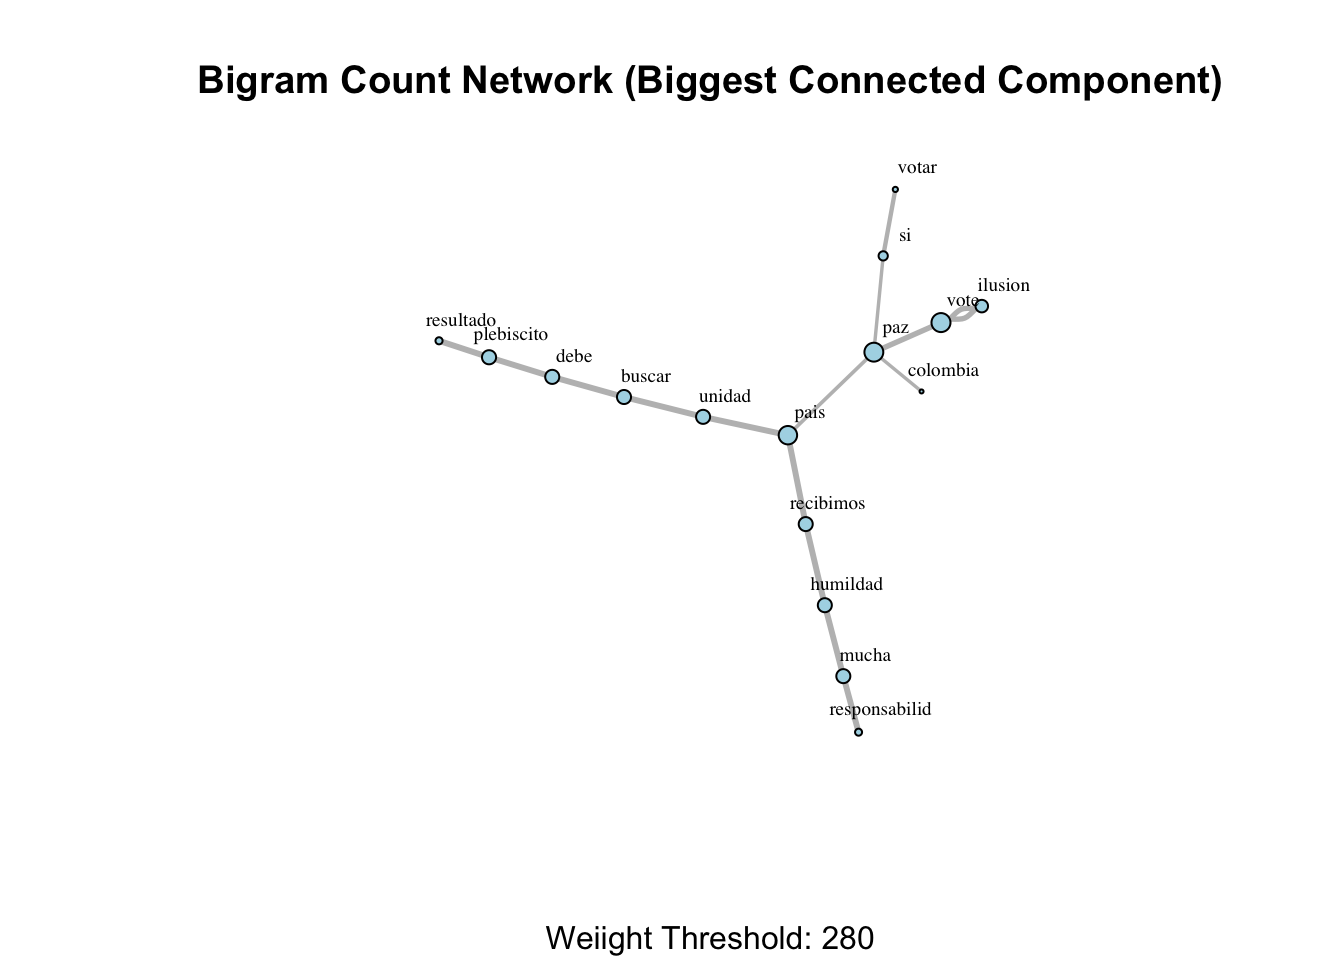 Bigram Count Network (Biggest Connected Component)
votar
si
ilusion
vote
paz
resultado
plebiscito
debe
colombia
buscar
unidad
pais
recibimos
humildad
mucha
responsabilid
Weiight Threshold: 280